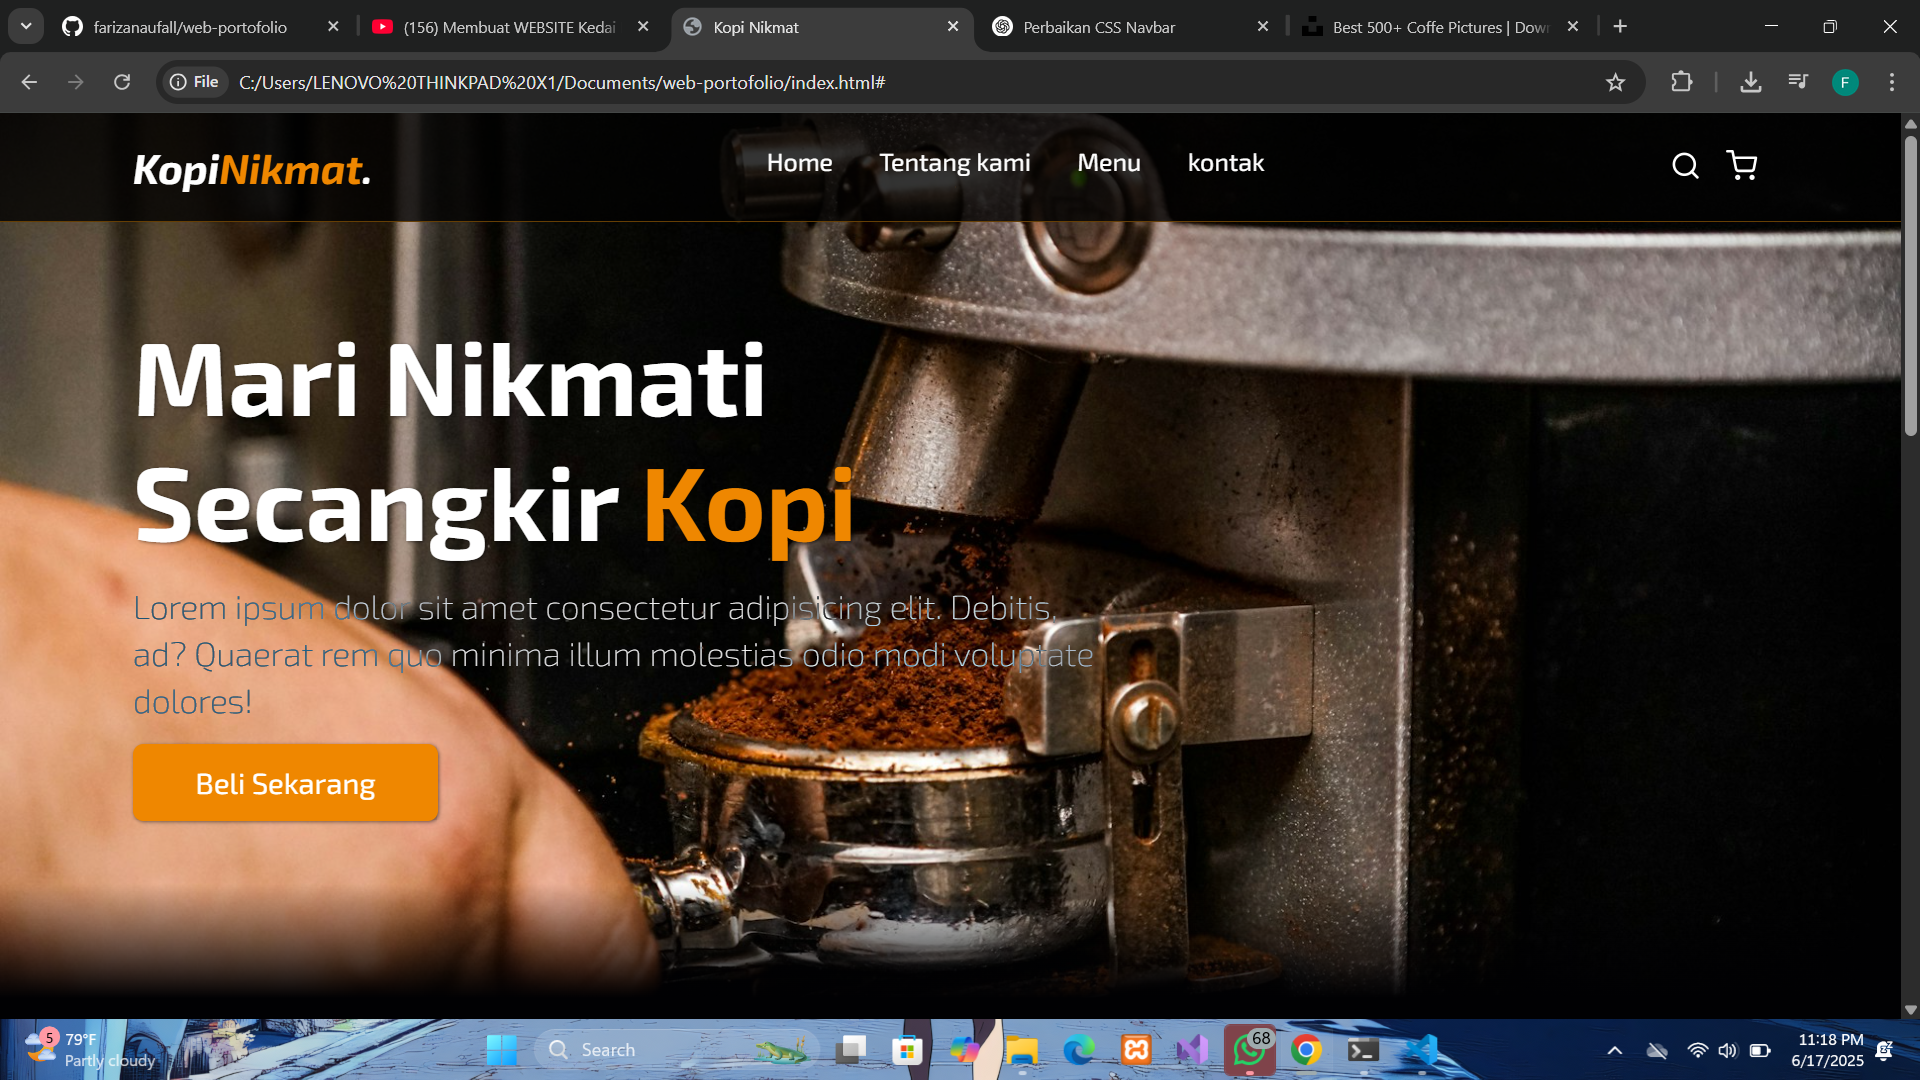 farizanaufall/web-portofolio
(156) Membuat WEBSITE Kedai
Kopi Nikmat
Perbaikan CSS Navbar
Best 500+ Coffe Pictures | Dow
File
C:/Users/LENOVO%20THINKPAD%20X1/Documents/web-portofolio/index.html#
F
KopiNikmat.
Home
Tentang kami
Menu
kontak
Mari Nikmati
Secangkir Kopi
Lorem ipsum dolor sit amet consectetur adipisicing elit. Debitis,
ad? Quaerat rem quo minima illum molestias odio modi voluptate
dolores!
Beli Sekarang
5
79°F
Partly cloudy
Search
68
11:18 PM
6/17/2025